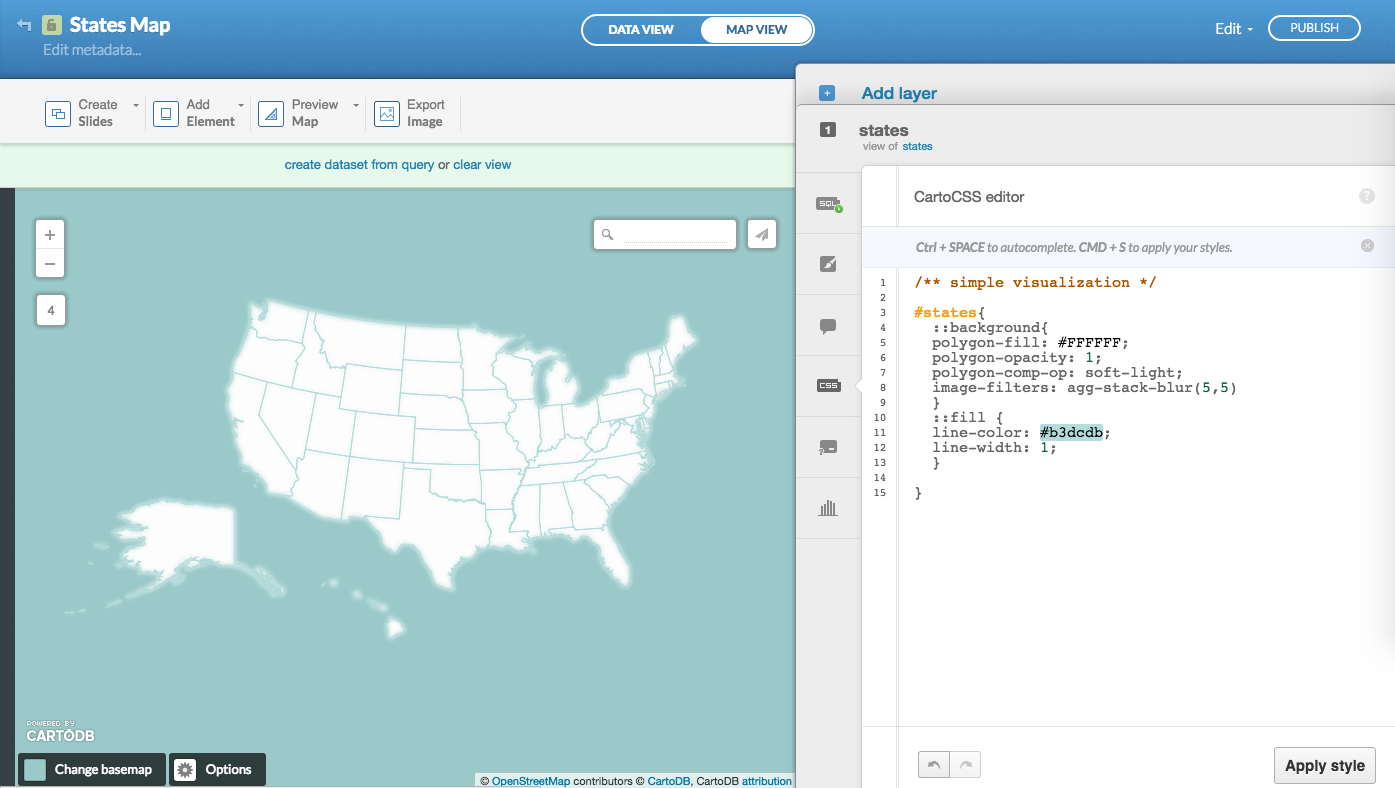 States Map
Edit metadata...
DATA VIEW
MAP VIEW
Edit
PUBLISH
Create
Slides
Add
Element
Preview
Map
Export
Image
create dataset from query or clear view
+
−
4
POWERED BY
CARTODB
Change basemap
Options
© OpenStreetMap contributors © CartoDB, CartoDB attribution
+
Add layer
1
states
view of states
SQL
CSS
CartoCSS editor
?
Ctrl + SPACE to autocomplete. CMD + S to apply your styles.
1 /** simple visualization */
2
3 #states{
4 ::background{
5 polygon-fill: #FFFFFF;
6 polygon-opacity: 1;
7 polygon-comp-op: soft-light;
8 image-filters: agg-stack-blur(5,5)
9 }
10 ::fill {
11 line-color: #b3dcdb;
12 line-width: 1;
13 }
14
15 }
Apply style